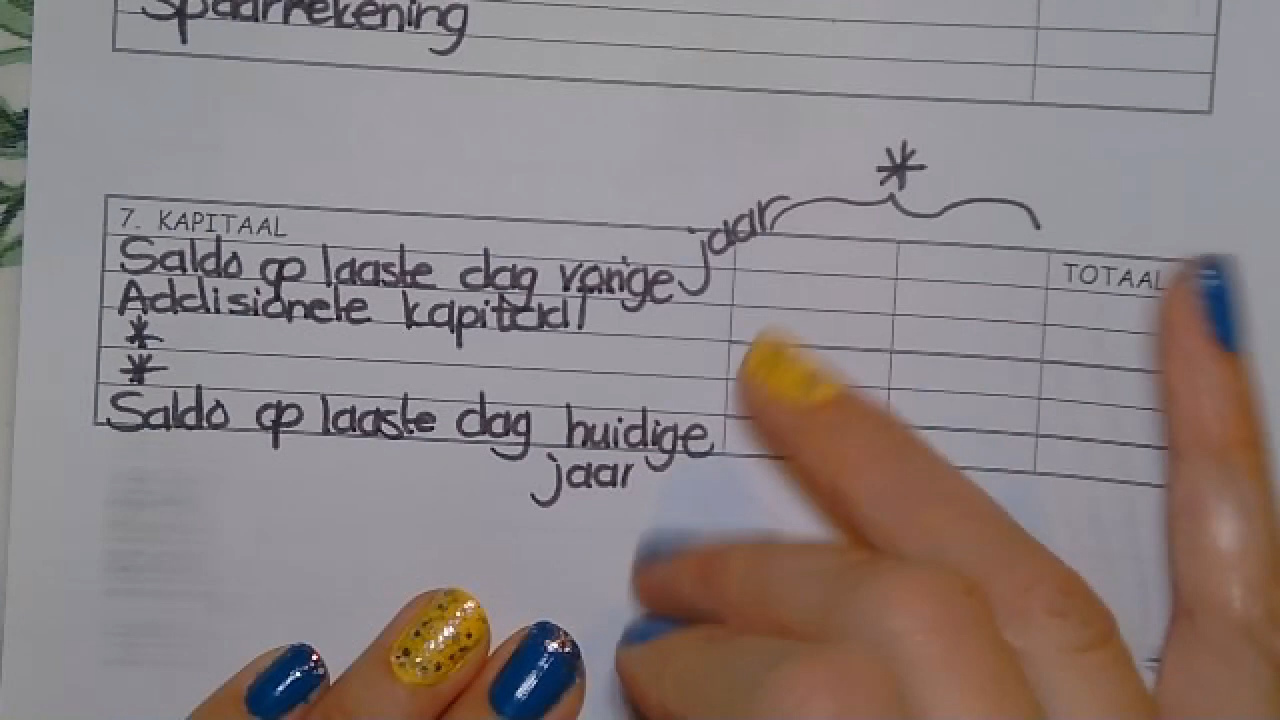 Spaarrekening
*
7. KAPITAAL
Saldo op laaste dag vorige jaar
TOTAAL
Addisionele kapitaal
*
*
Saldo op laaste dag huidige
jaar